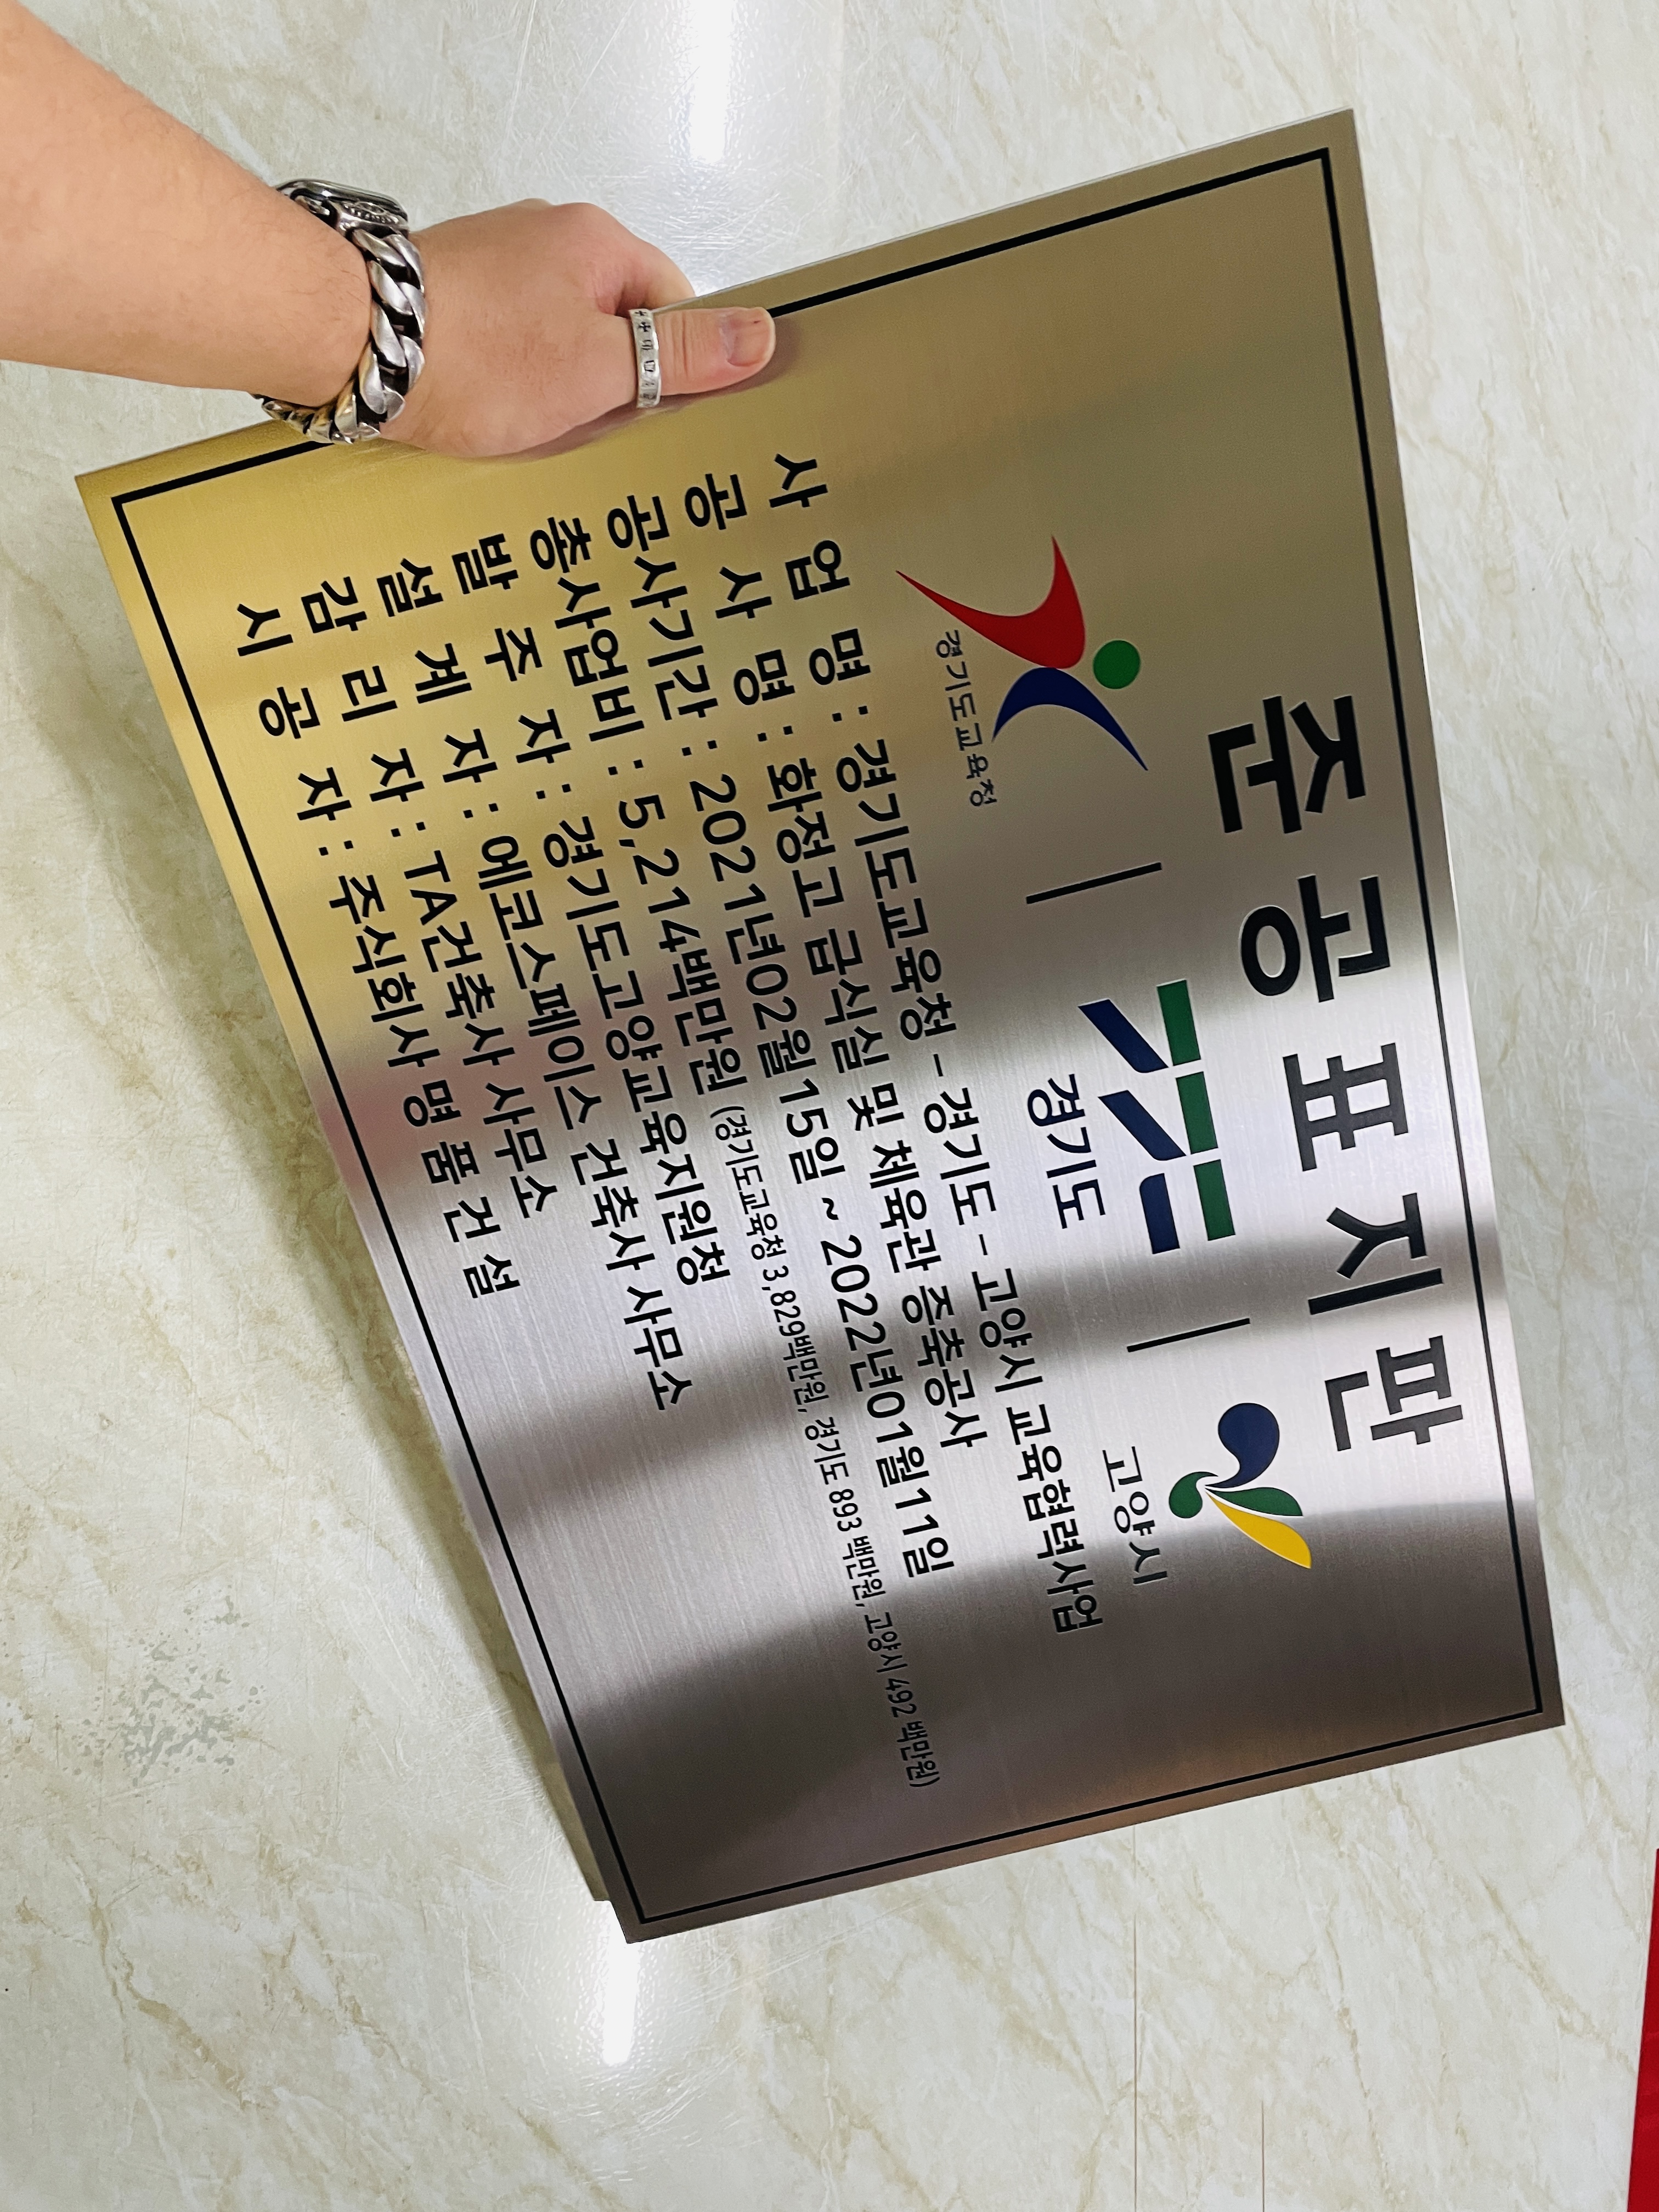 준공표지판
경기도교육청
경기도
고양시
사 업 명 : 경기도교육청 - 경기도 - 고양시 교육협력사업
공 사 명 : 화정고 급식실 및 체육관 증축공사
공사기간 : 2021년02월15일 ~ 2022년01월11일
총사업비 : 5,214백만원 (경기도교육청 3,829백만원, 경기도 893 백만원, 고양시 492 백만원)
발 주 자 : 경기도고양교육지원청
설 계 자 : 에코스페이스 건축사 사무소
감 리 자 : TA건축사 사무소
시 공 자 : 주식회사 명 품 건 설